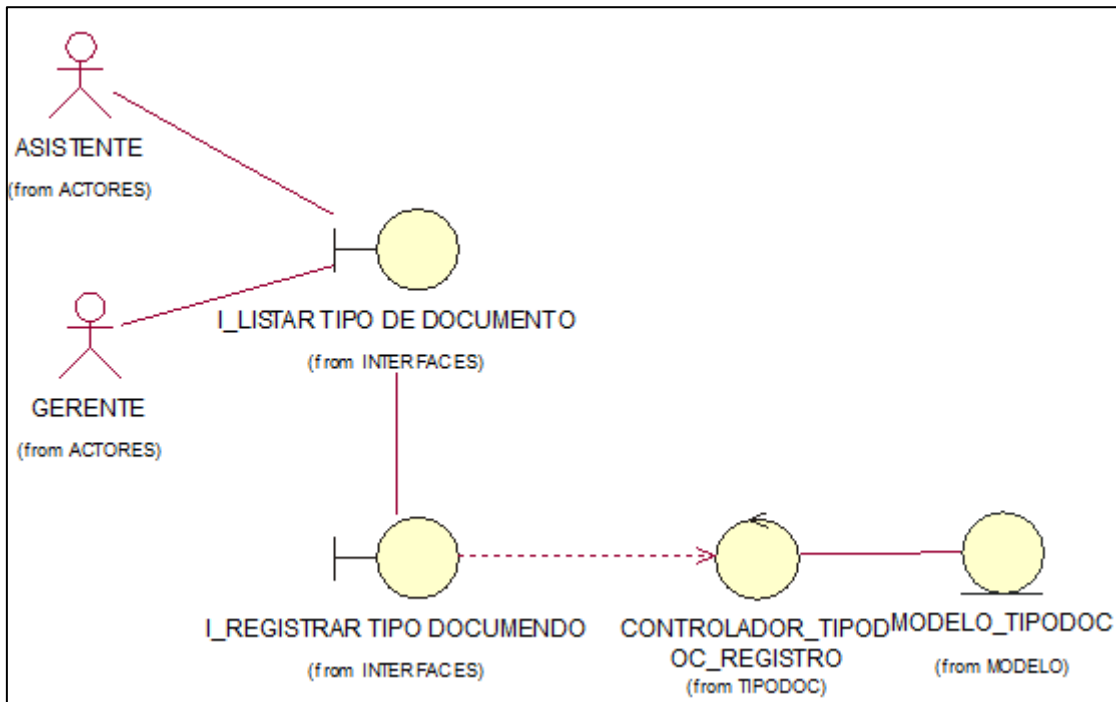 ASISTENTE
(from ACTORES)
I_LISTAR TIPO DE DOCUMENTO
(from INTERFACES)
GERENTE
(from ACTORES)
I_REGISTRAR TIPO DOCUMENDO
(from INTERFACES)
CONTROLADOR_TIPOD
OC_REGISTRO
(from TIPODOC)
MODELO_TIPODOC
(from MODELO)